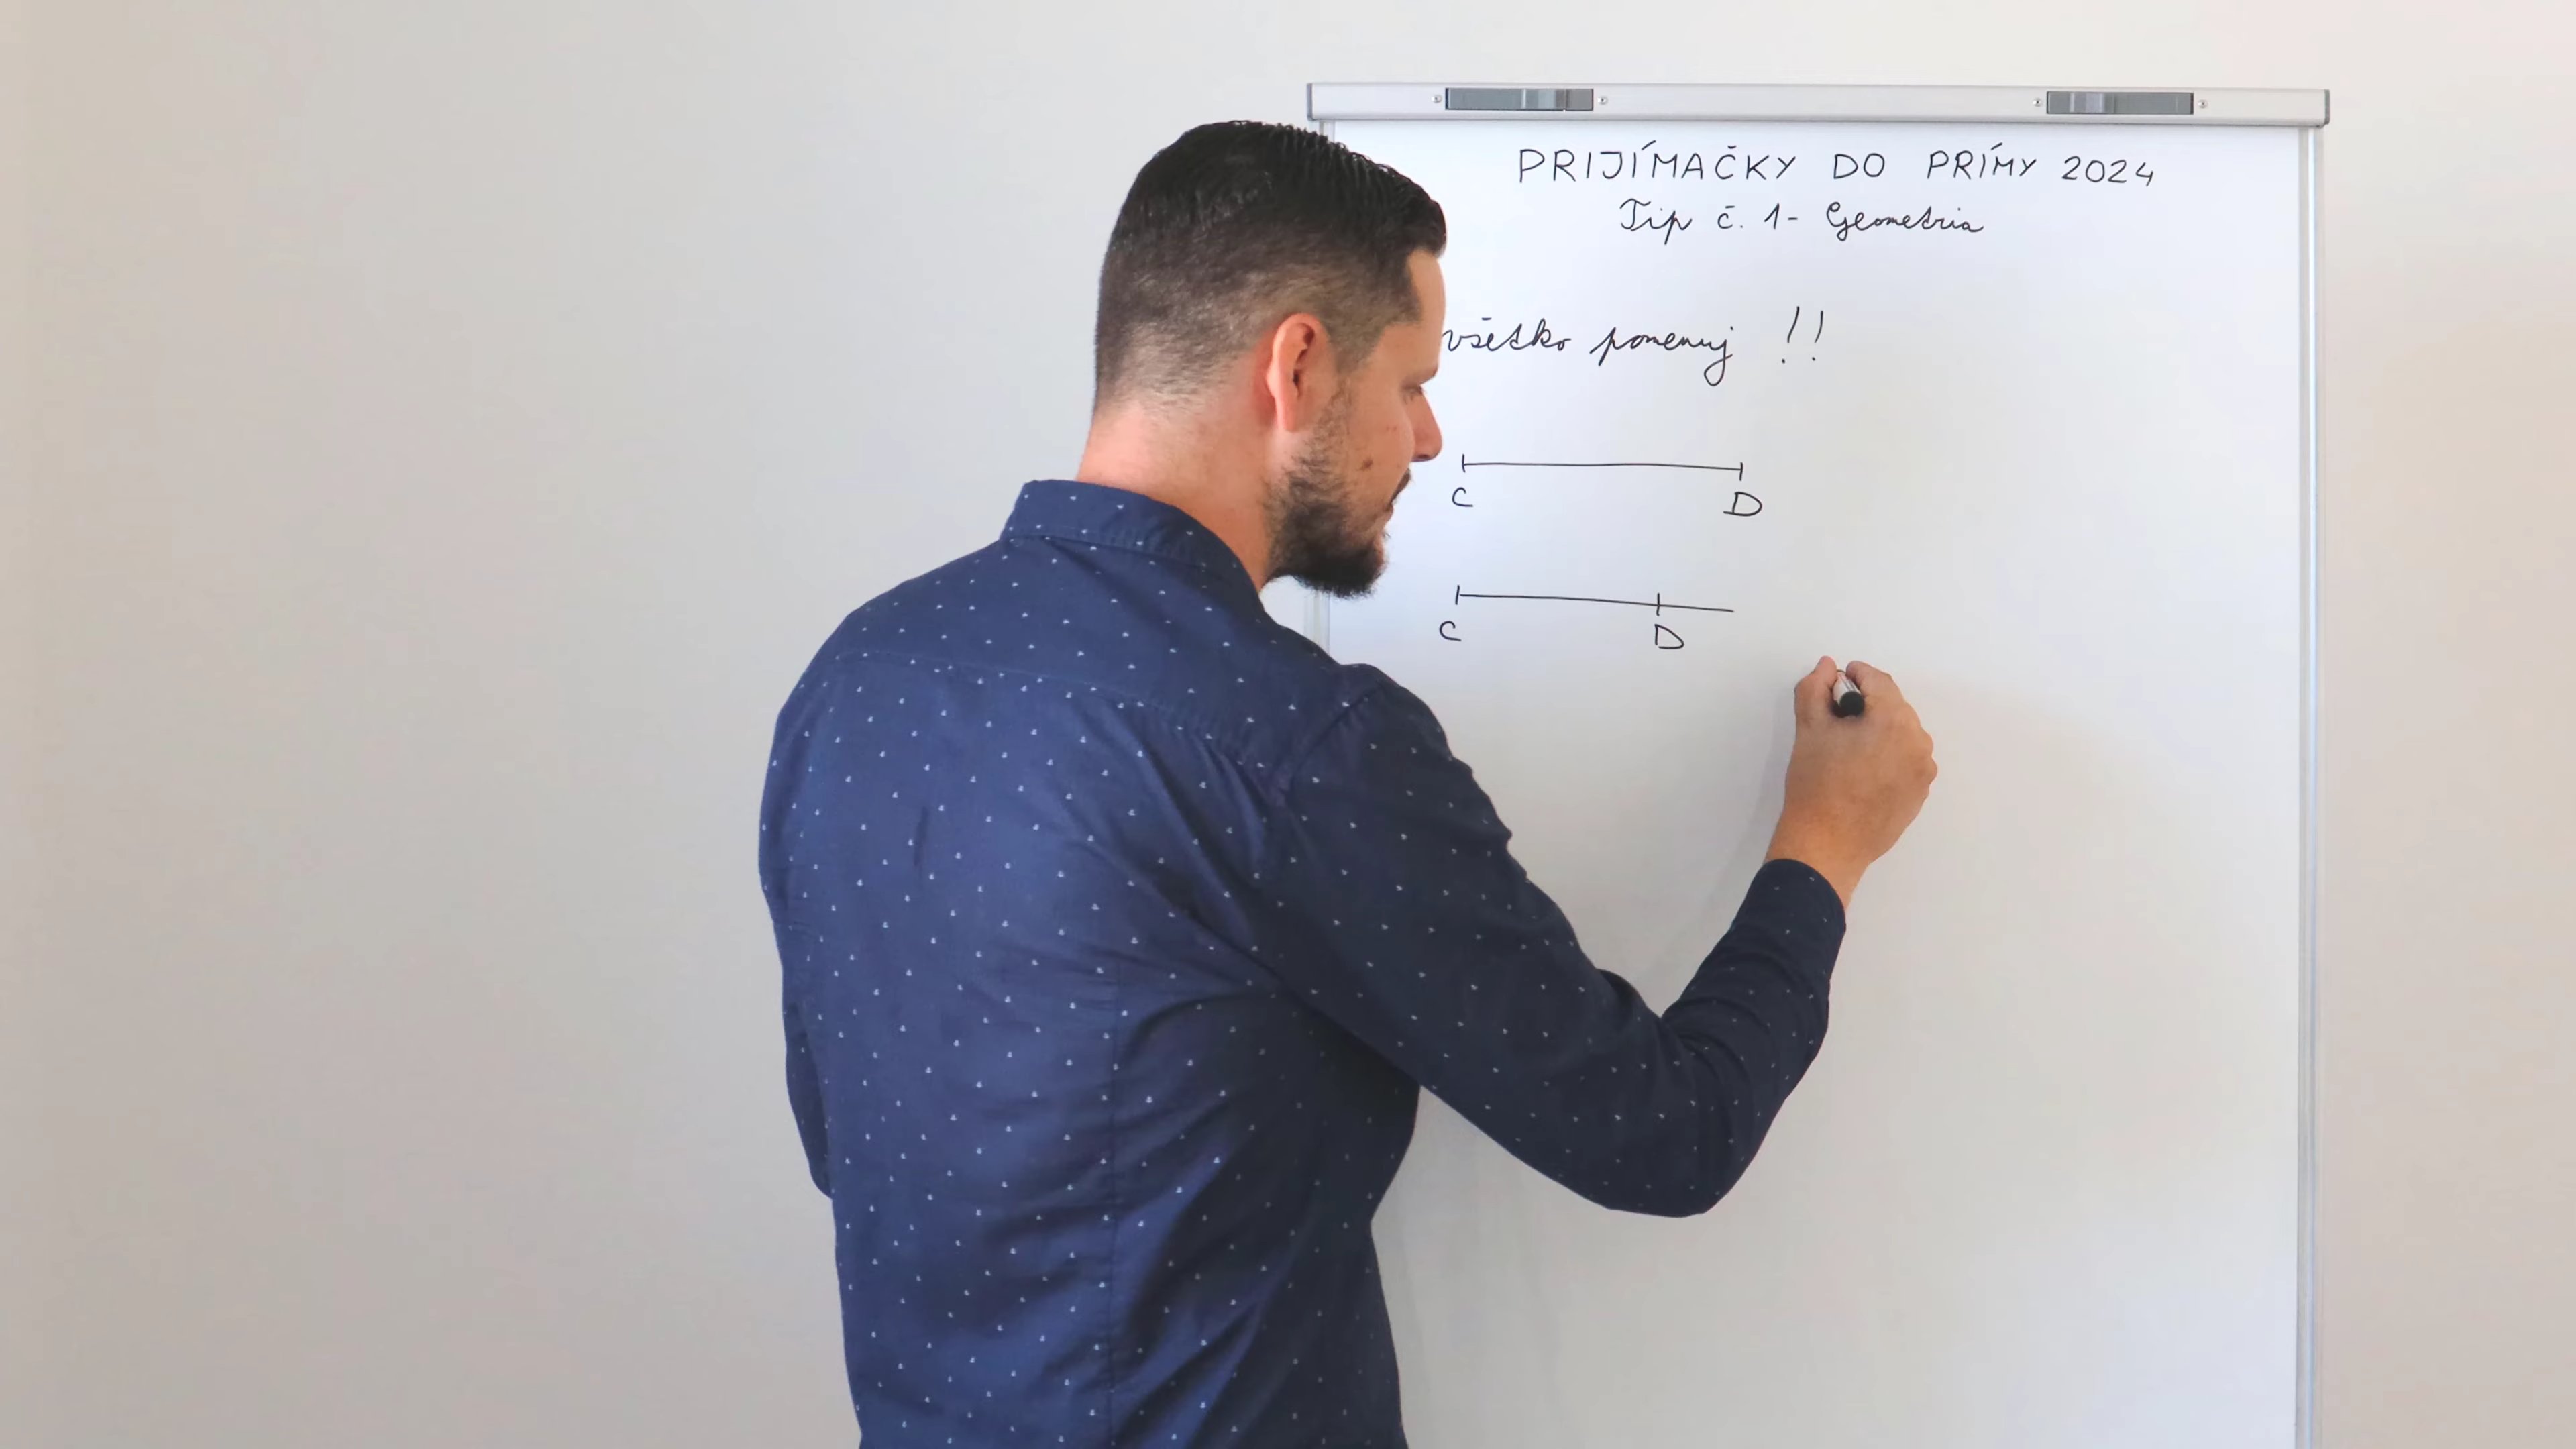 PRIJÍMAČKY DO PRÍMY 2024
Tip č. 1 - Geometria
všetko pomenuj !!
C D
C D